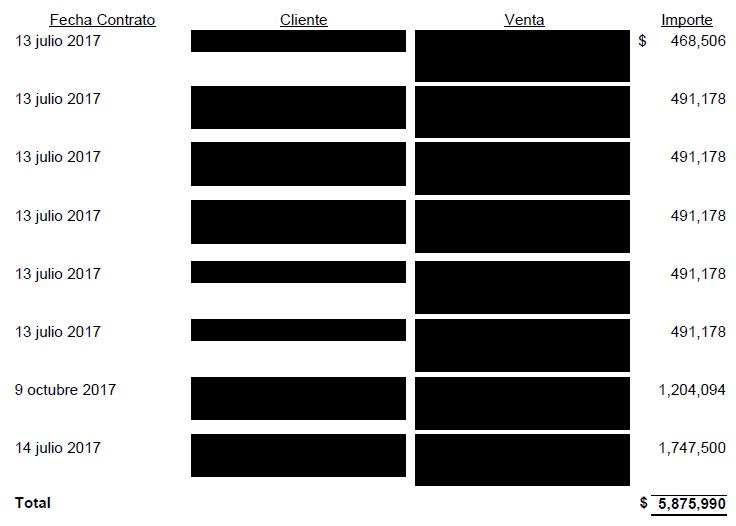 Fecha Contrato Cliente Venta Importe
13 julio 2017 $ 468,506
13 julio 2017 491,178
13 julio 2017 491,178
13 julio 2017 491,178
13 julio 2017 491,178
13 julio 2017 491,178
9 octubre 2017 1,204,094
14 julio 2017 1,747,500
Total $ 5,875,990